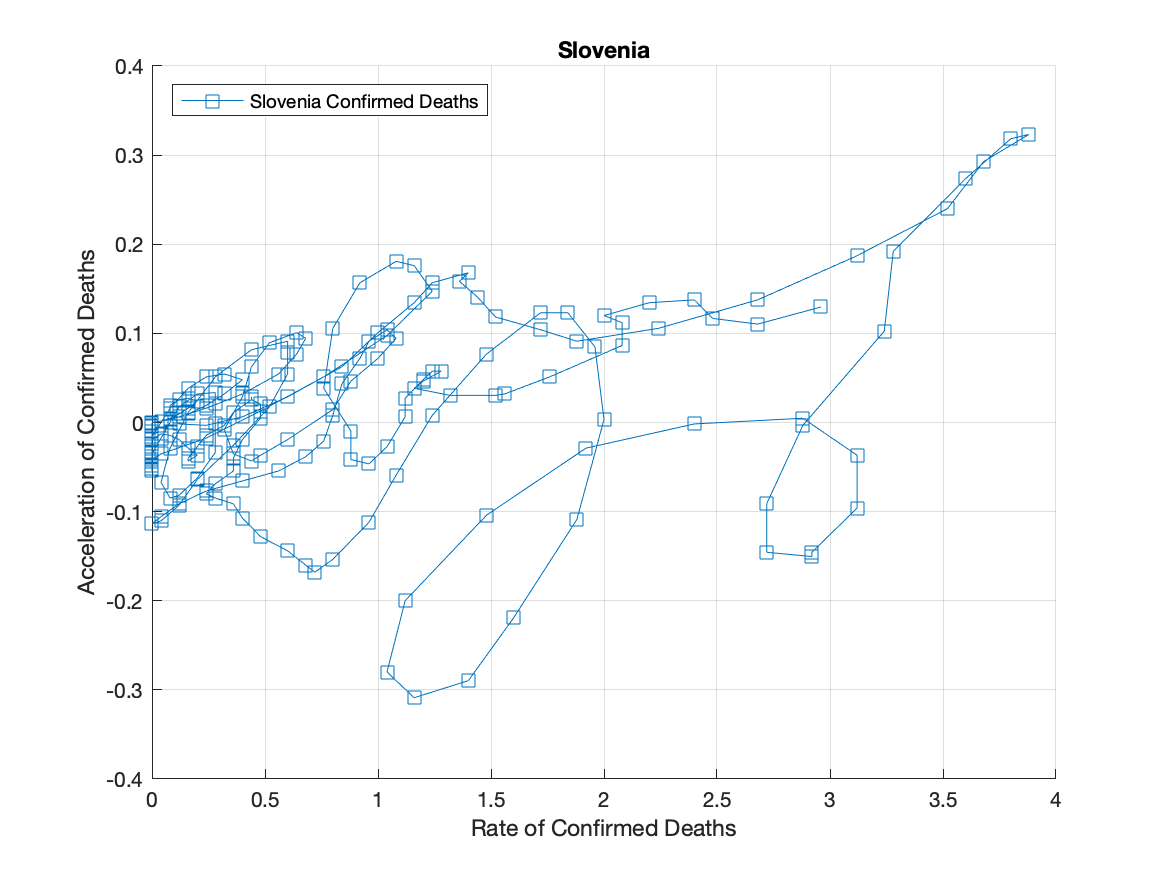 Slovenia
0.4
Slovenia Confirmed Deaths
0.3
0.2
0.1
0
-0.1
-0.2
-0.3
-0.4
Acceleration of Confirmed Deaths
0 0.5 1 1.5 2 2.5 3 3.5 4
Rate of Confirmed Deaths